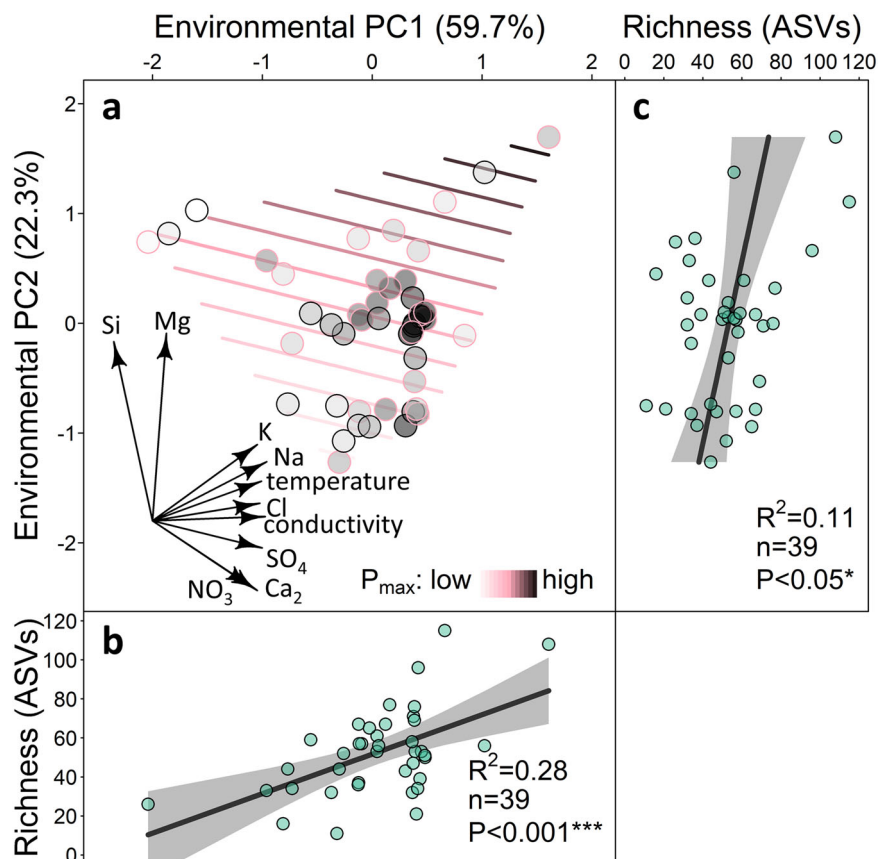 Environmental PC1 (59.7%)
Richness (ASVs)
-2 -1 0 1 2
0 20 40 60 80 100 120
a
c
Environmental PC2 (22.3%)
2
1
0
-1
-2
Si
Mg
K
Na
temperature
Cl
conductivity
SO4
NO3
Ca2
Pmax: low high
R2=0.11
n=39
P<0.05*
b
Richness (ASVs)
120
100
80
60
40
20
0
R2=0.28
n=39
P<0.001***